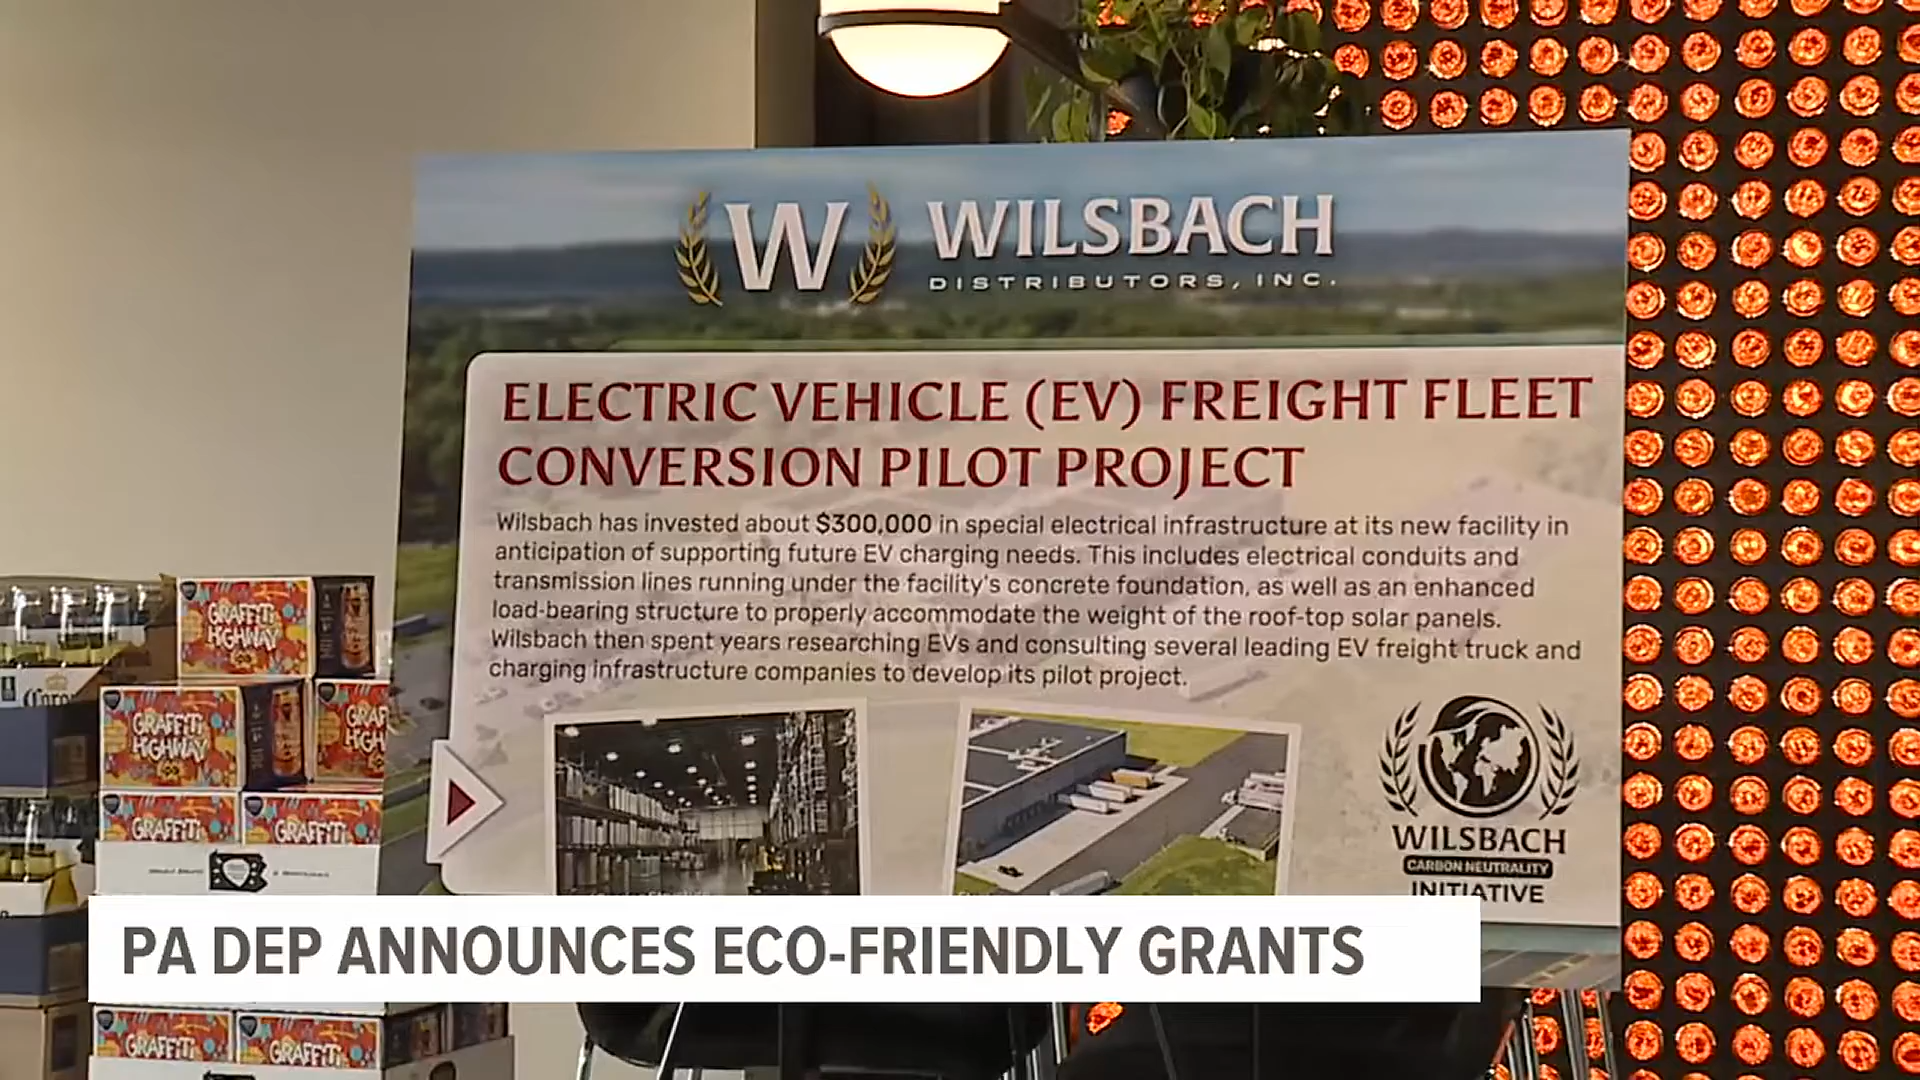 W WILSBACH
DISTRIBUTORS, INC.
ELECTRIC VEHICLE (EV) FREIGHT FLEET
CONVERSION PILOT PROJECT
Wilsbach has invested about $300,000 in special electrical infrastructure at its new facility in
anticipation of supporting future EV charging needs. This includes electrical conduits and
transmission lines running under the facility's concrete foundation, as well as an enhanced
load-bearing structure to properly accommodate the weight of the roof-top solar panels.
Wilsbach then spent years researching EVs and consulting several leading EV freight truck and
charging infrastructure companies to develop its pilot project.
WILSBACH
CARBON NEUTRALITY
INITIATIVE
GRAFFITI
HIGHWAY
GRAFFITI
HIGHWAY
GRAFFITI
GRAFFITI
PA DEP ANNOUNCES ECO-FRIENDLY GRANTS
GRAFFITI
GRAFFITI